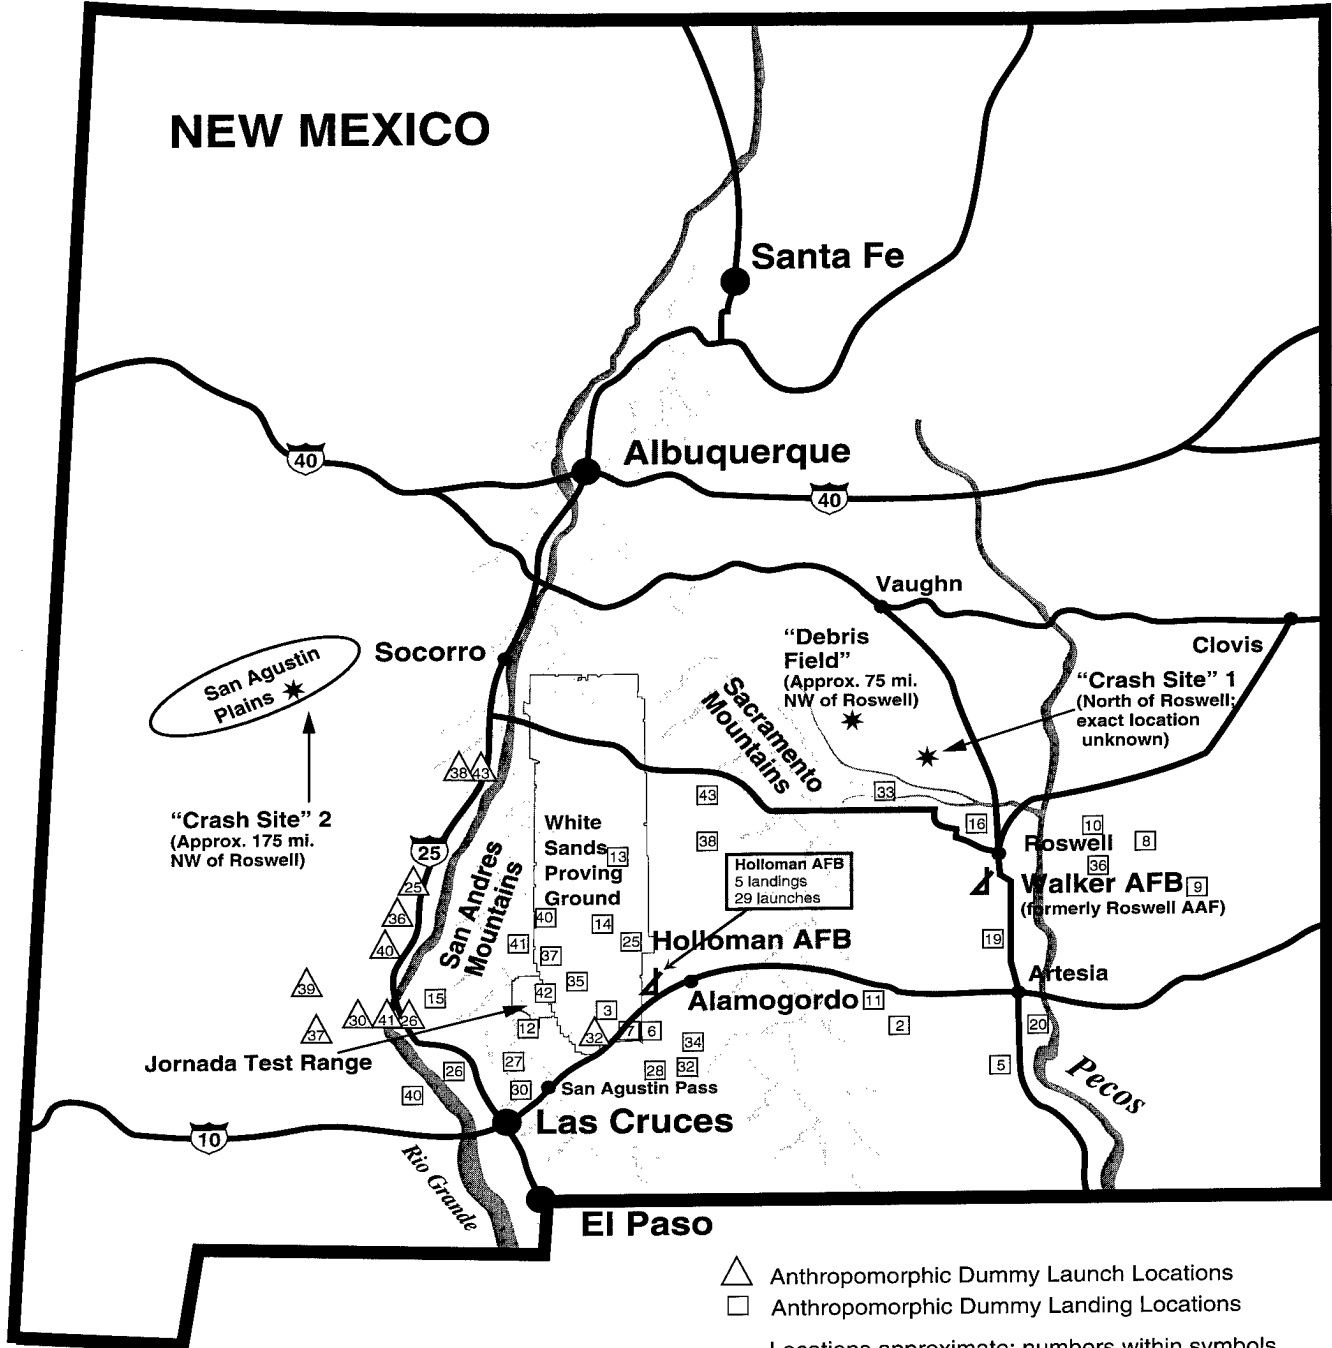 NEW MEXICO
Santa Fe
Albuquerque
40
40
Vaughn
Clovis
Socorro
San Agustin
Plains
"Debris
Field"
(Approx. 75 mi.
NW of Roswell)
"Crash Site" 1
(North of Roswell;
exact location
unknown)
Sacramento
Mountains
38
43
"Crash Site" 2
(Approx. 175 mi.
NW of Roswell)
25
White
Sands
Proving
Ground
13
43
38
33
16
10
8
Roswell
36
Walker AFB
9
(formerly Roswell AAF)
Holloman AFB
5 landings
29 launches
San Andres
Mountains
25
36
40
39
37
30
41
26
15
40
41
37
14
25
35
42
3
12
32
7
6
Holloman AFB
Alamogordo
11
2
19
Artesia
20
5
34
32
28
27
30
26
40
Jornada Test Range
San Agustin Pass
Las Cruces
10
Rio Grande
Pecos
El Paso
Anthropomorphic Dummy Launch Locations
Anthropomorphic Dummy Landing Locations
Locations approximate; numbers within symbols